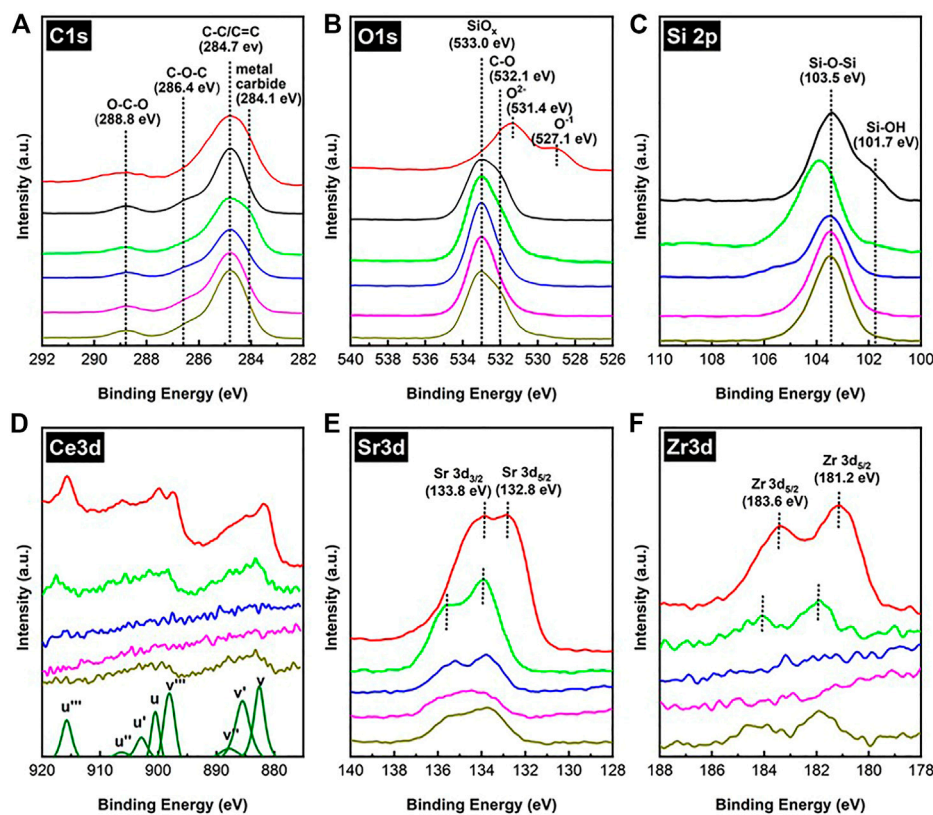 A
C1s
C-C/C=C
(284.7 ev)
C-O-C
(286.4 eV)
metal
carbide
(284.1 eV)
O-C-O
(288.8 eV)
Intensity (a.u.)
292 290 288 286 284 282
Binding Energy (eV)
B
O1s
SiOₓ
(533.0 eV)
C-O
(532.1 eV)
O²⁻
(531.4 eV)
O⁻¹
(527.1 eV)
Intensity (a.u.)
540 538 536 534 532 530 528 526
Binding Energy (eV)
C
Si 2p
Si-O-Si
(103.5 eV)
Si-OH
(101.7 eV)
Intensity (a.u.)
110 108 106 104 102 100
Binding Energy (eV)
D
Ce3d
u''' u'' u' u v''' v'' v' v
Intensity (a.u.)
920 900 880
Binding Energy (eV)
E
Sr3d
Sr 3d₃/₂ Sr 3d₅/₂
(133.8 eV) (132.8 eV)
Intensity (a.u.)
140 138 136 134 132 130 128
Binding Energy (eV)
F
Zr3d
Zr 3d₅/₂
(181.2 eV)
Zr 3d₅/₂
(183.6 eV)
Intensity (a.u.)
188 186 184 182 180 178
Binding Energy (eV)